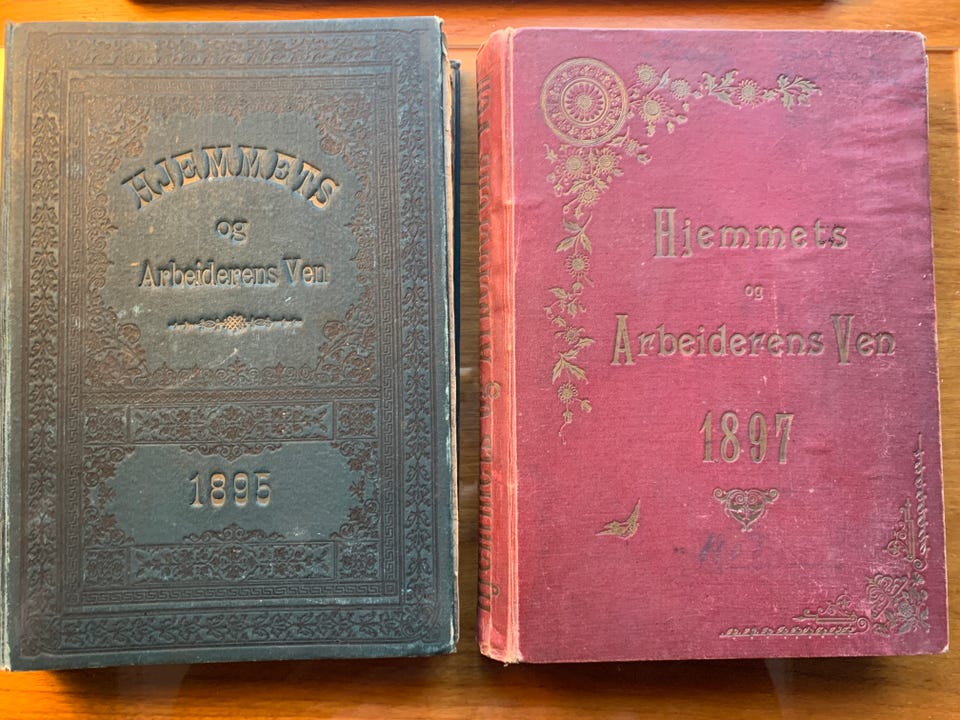 HJEMMETS
og
Arbeiderens Ven
1895
Hjemmets
og
Arbeiderens Ven
1897